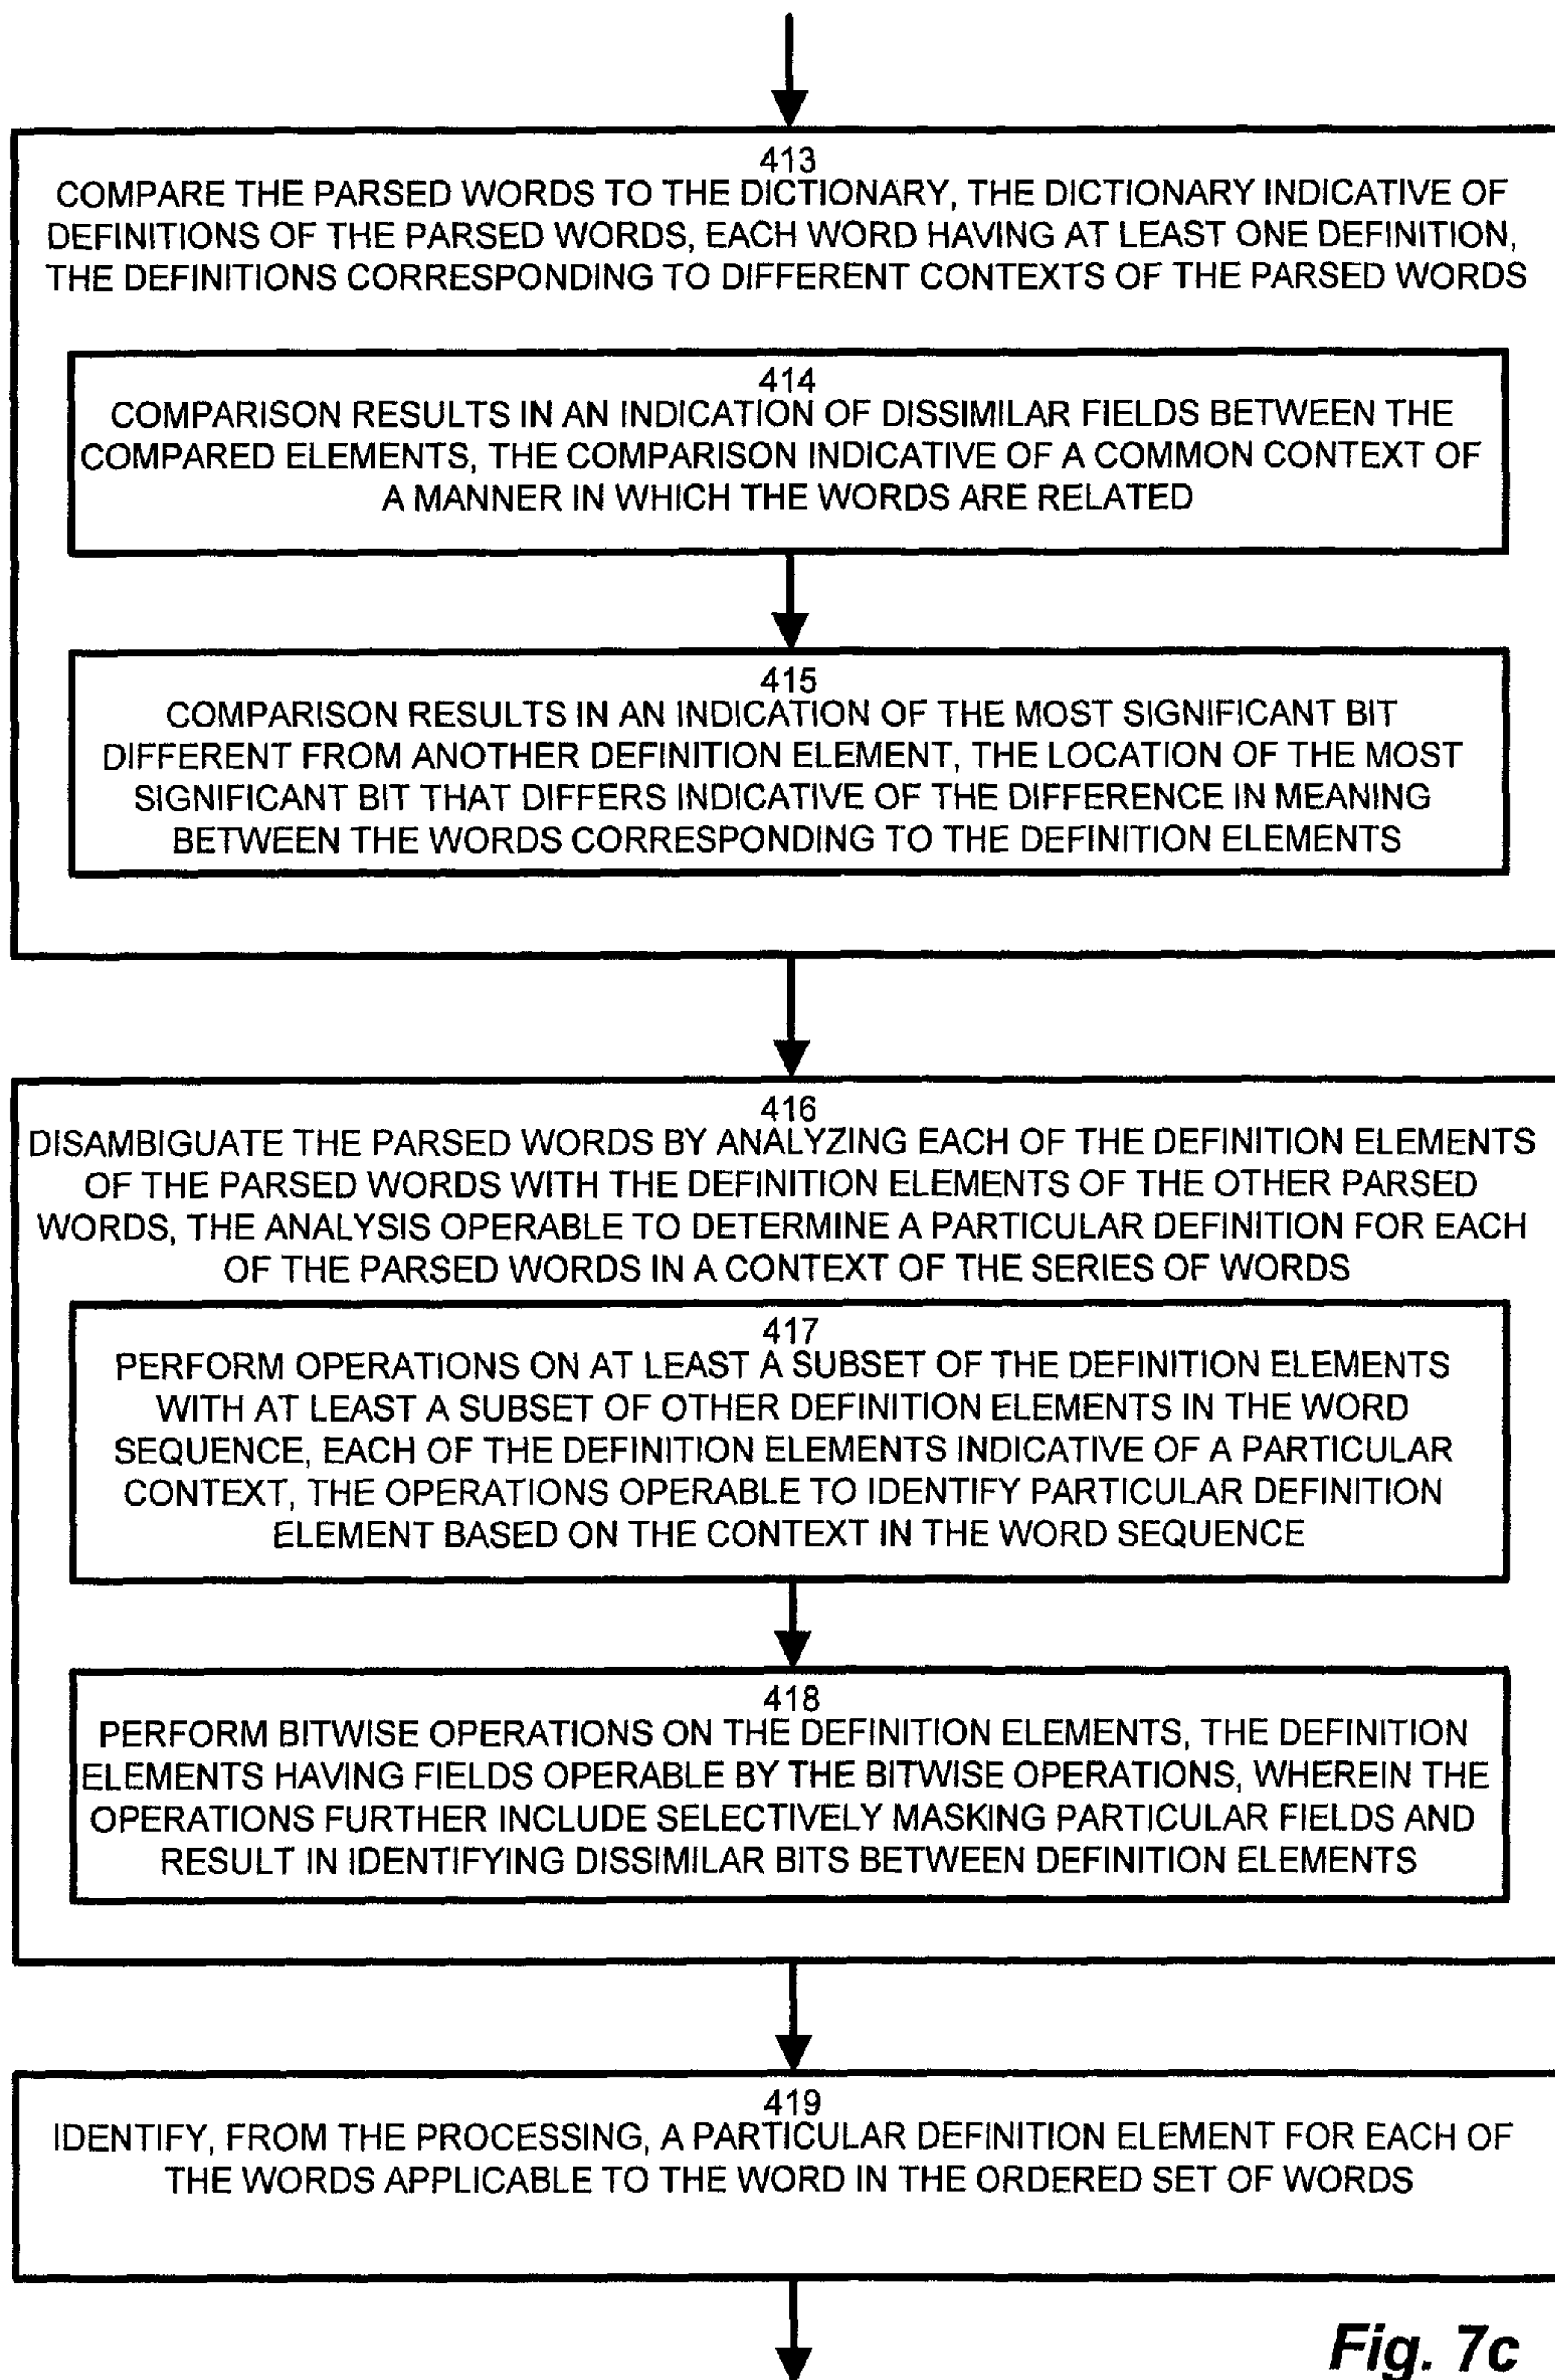 413
COMPARE THE PARSED WORDS TO THE DICTIONARY, THE DICTIONARY INDICATIVE OF
DEFINITIONS OF THE PARSED WORDS, EACH WORD HAVING AT LEAST ONE DEFINITION,
THE DEFINITIONS CORRESPONDING TO DIFFERENT CONTEXTS OF THE PARSED WORDS
414
COMPARISON RESULTS IN AN INDICATION OF DISSIMILAR FIELDS BETWEEN THE
COMPARED ELEMENTS, THE COMPARISON INDICATIVE OF A COMMON CONTEXT OF
A MANNER IN WHICH THE WORDS ARE RELATED
415
COMPARISON RESULTS IN AN INDICATION OF THE MOST SIGNIFICANT BIT
DIFFERENT FROM ANOTHER DEFINITION ELEMENT, THE LOCATION OF THE MOST
SIGNIFICANT BIT THAT DIFFERS INDICATIVE OF THE DIFFERENCE IN MEANING
BETWEEN THE WORDS CORRESPONDING TO THE DEFINITION ELEMENTS
416
DISAMBIGUATE THE PARSED WORDS BY ANALYZING EACH OF THE DEFINITION ELEMENTS
OF THE PARSED WORDS WITH THE DEFINITION ELEMENTS OF THE OTHER PARSED
WORDS, THE ANALYSIS OPERABLE TO DETERMINE A PARTICULAR DEFINITION FOR EACH
OF THE PARSED WORDS IN A CONTEXT OF THE SERIES OF WORDS
417
PERFORM OPERATIONS ON AT LEAST A SUBSET OF THE DEFINITION ELEMENTS
WITH AT LEAST A SUBSET OF OTHER DEFINITION ELEMENTS IN THE WORD
SEQUENCE, EACH OF THE DEFINITION ELEMENTS INDICATIVE OF A PARTICULAR
CONTEXT, THE OPERATIONS OPERABLE TO IDENTIFY PARTICULAR DEFINITION
ELEMENT BASED ON THE CONTEXT IN THE WORD SEQUENCE
418
PERFORM BITWISE OPERATIONS ON THE DEFINITION ELEMENTS, THE DEFINITION
ELEMENTS HAVING FIELDS OPERABLE BY THE BITWISE OPERATIONS, WHEREIN THE
OPERATIONS FURTHER INCLUDE SELECTIVELY MASKING PARTICULAR FIELDS AND
RESULT IN IDENTIFYING DISSIMILAR BITS BETWEEN DEFINITION ELEMENTS
419
IDENTIFY, FROM THE PROCESSING, A PARTICULAR DEFINITION ELEMENT FOR EACH OF
THE WORDS APPLICABLE TO THE WORD IN THE ORDERED SET OF WORDS
Fig. 7c